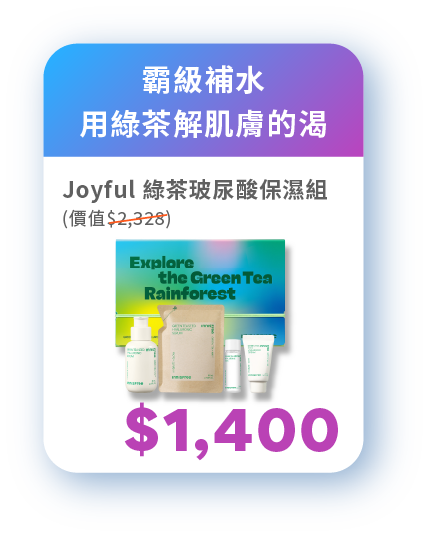 霸級補水
用綠茶解肌膚的渴
Joyful 綠茶玻尿酸保濕組
(價值$2,328)
Explore
the Green Tea
Rainforest
$1,400